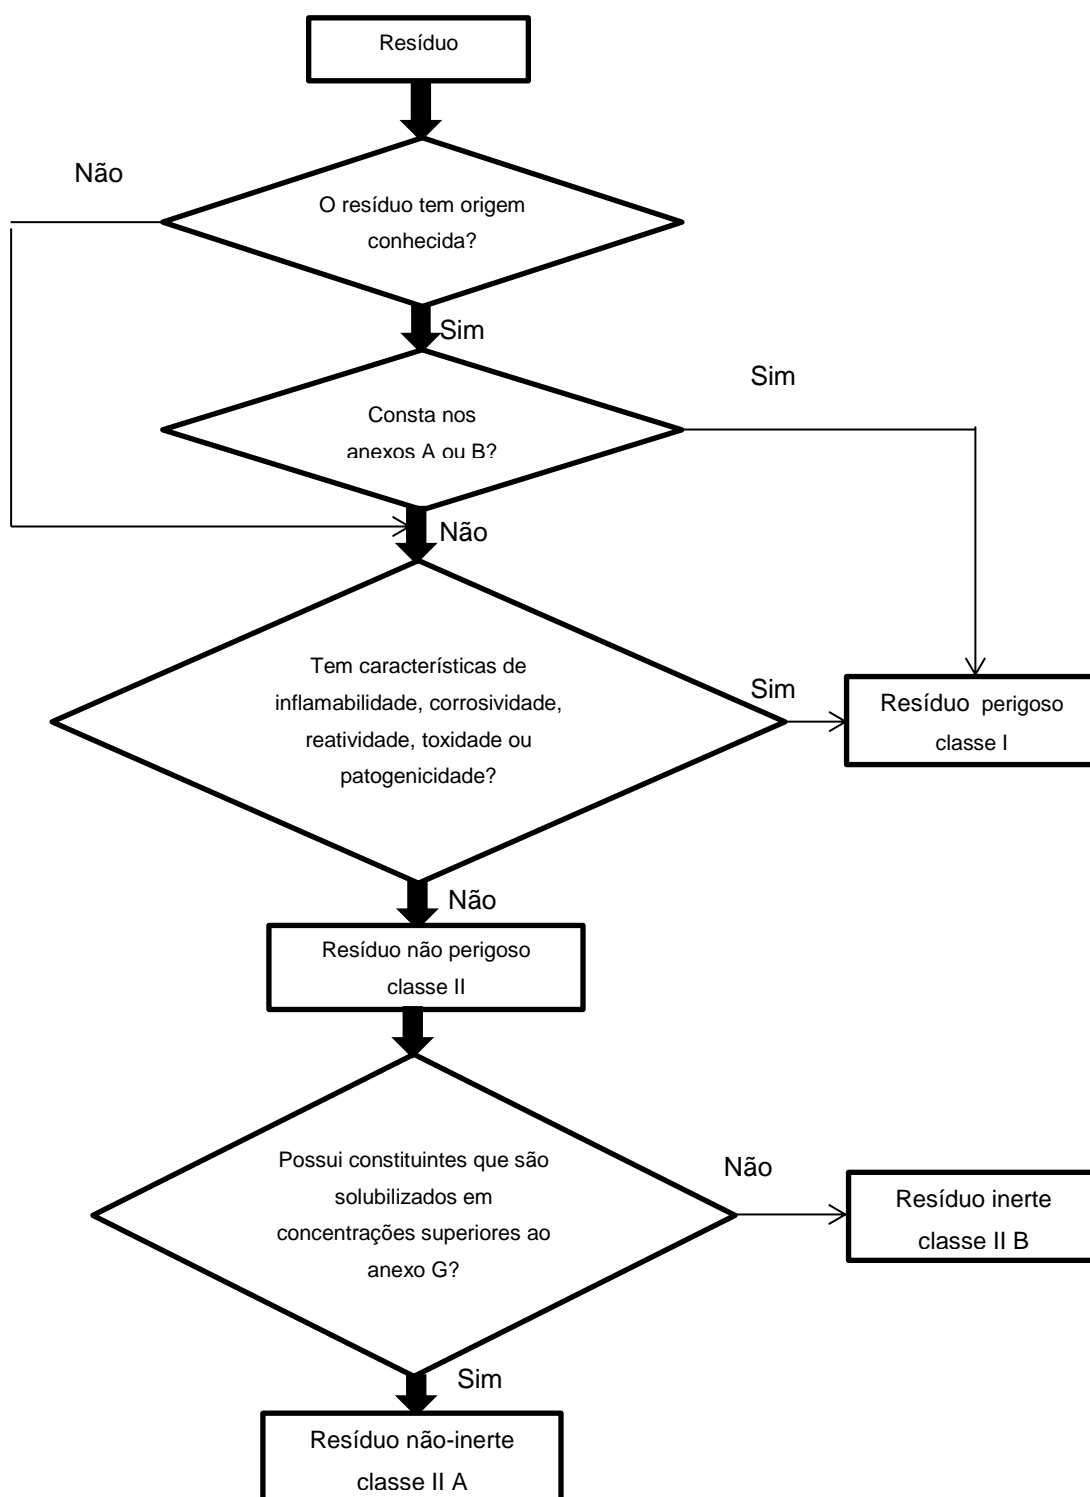 Resíduo
Não
O resíduo tem origem
conhecida?
Sim
Sim
Consta nos
anexos A ou B?
Não
Tem características de
inflamabilidade, corrosividade,
reatividade, toxidade ou
patogenicidade?
Sim
Resíduo perigoso
classe I
Não
Resíduo não perigoso
classe II
Possui constituintes que são
solubilizados em
concentrações superiores ao
anexo G?
Não
Resíduo inerte
classe II B
Sim
Resíduo não-inerte
classe II A